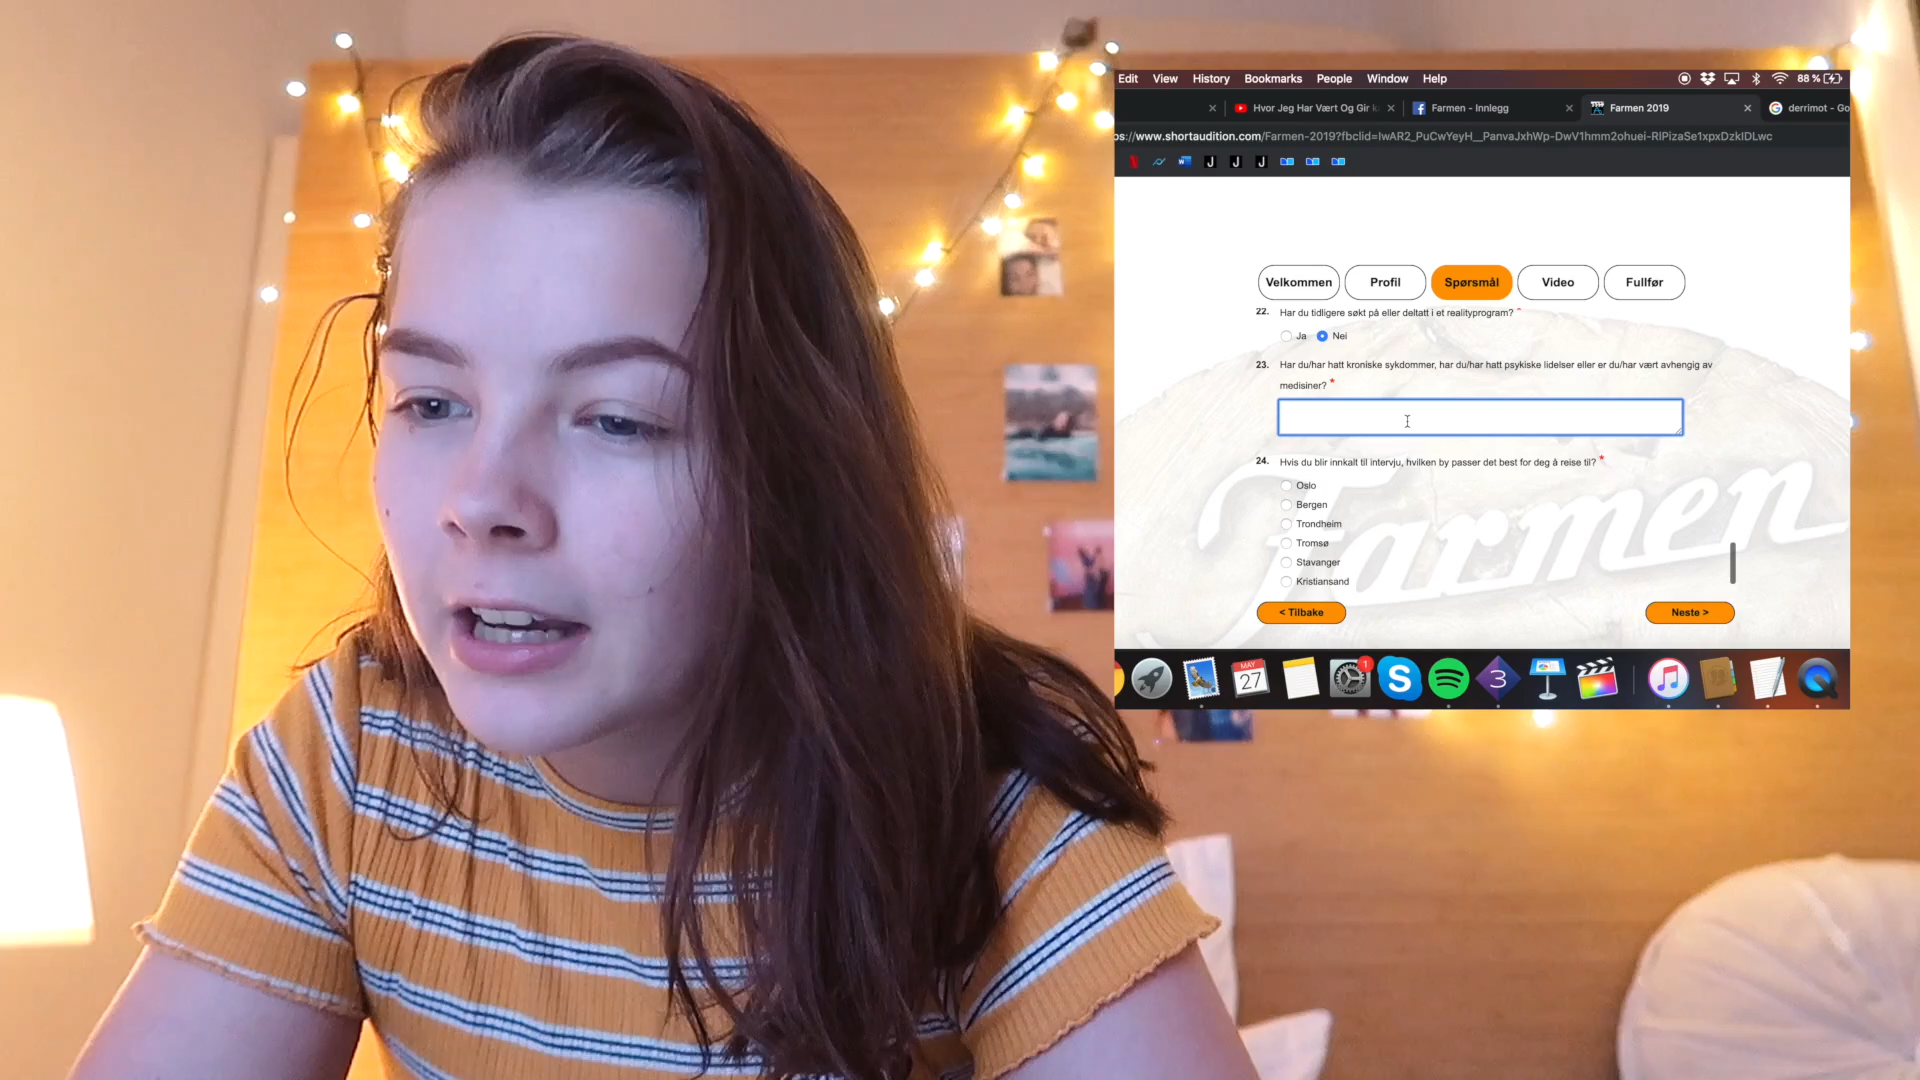 Edit View History Bookmarks People Window Help 88 %
Hvor Jeg Har Vært Og Gir k Farmen - Innlegg Farmen 2019 derrimot - Go
ps://www.shortaudition.com/Farmen-2019?fbclid=
W J J J
Velkommen Profil Spørsmål Video Fullfør
22. Har du tidligere søkt på eller deltatt i et realityprogram? *
Ja Nei
23. Har du/har hatt kroniske sykdommer, har du/har hatt psykiske lidelser eller er du/har vært avhengig av
medisiner? *
24. Hvis du blir innkalt til intervju, hvilken by passer det best for deg å reise til? *
Oslo
Bergen
Trondheim
Tromsø
Stavanger
Kristiansand
< Tilbake Neste >
Farmen
MAY 27 1 S 3